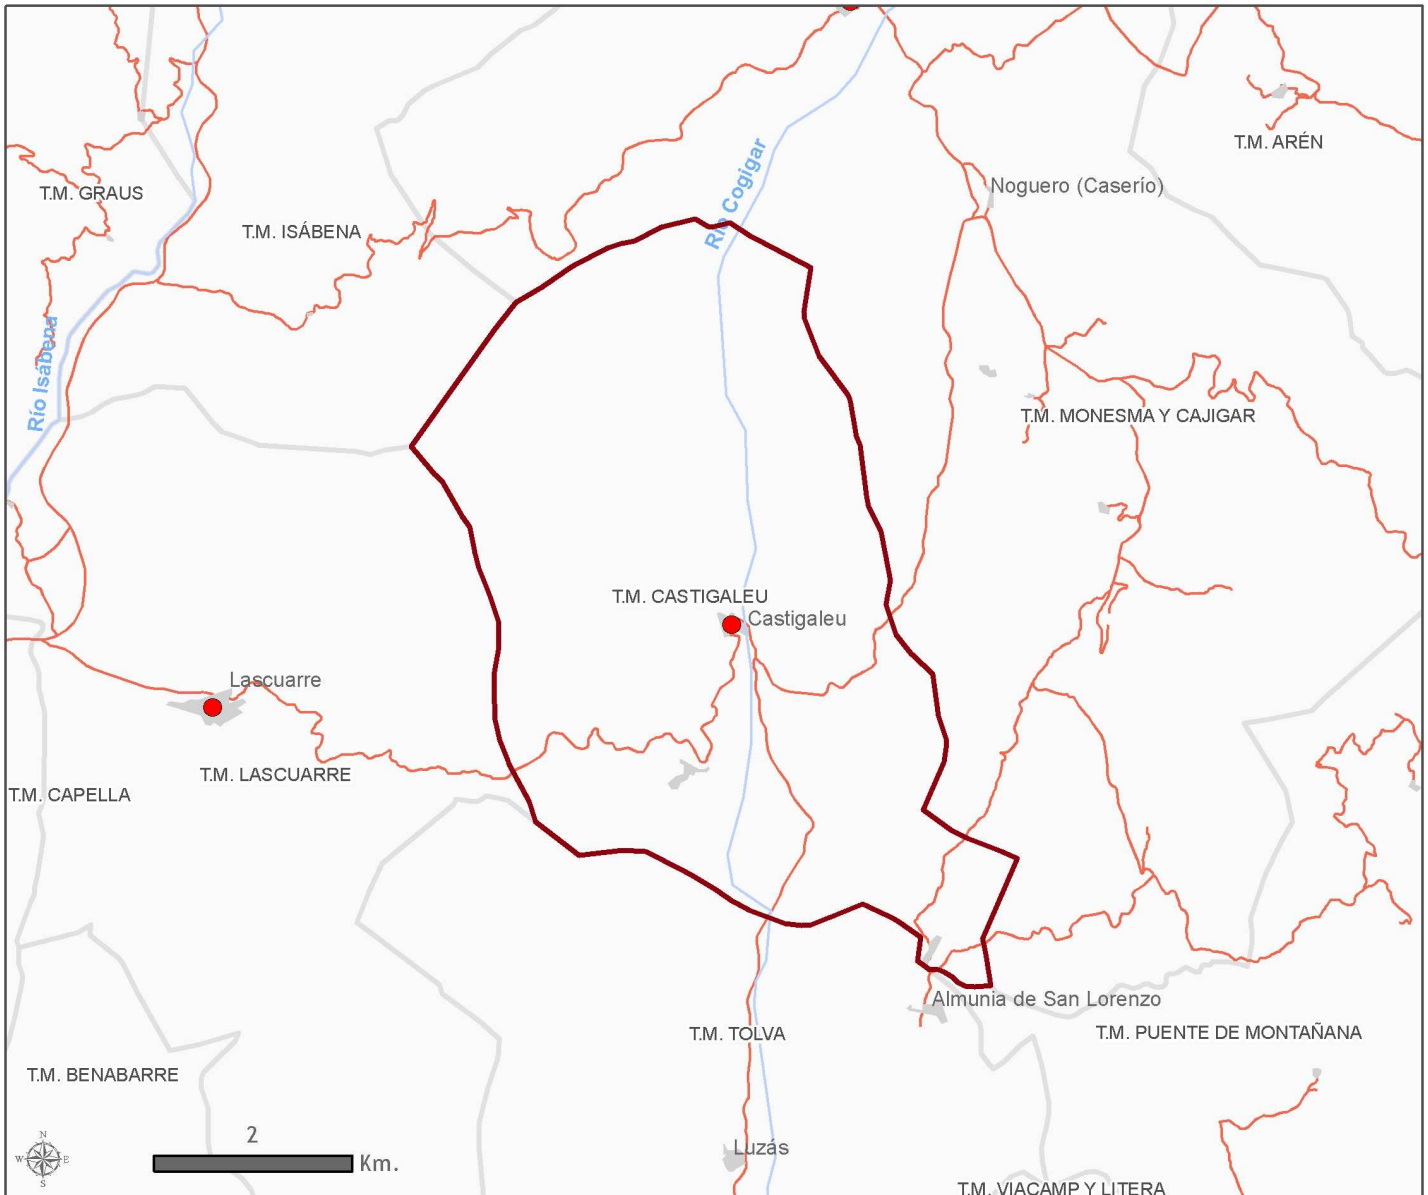 T.M. ARÉN
Río Cogigar
T.M. GRAUS
Noguero (Caserío)
T.M. ISÁBENA
Río Isábena
T.M. MONESMA Y CAJIGAR
T.M. CASTIGALEU
Castigaleu
Lascuarre
T.M. LASCUARRE
T.M. CAPELLA
Almunia de San Lorenzo
T.M. TOLVA
T.M. PUENTE DE MONTAÑANA
T.M. BENABARRE
N
W E
S
2
Km.
Luzás
T.M. VIACAMP Y LITERA